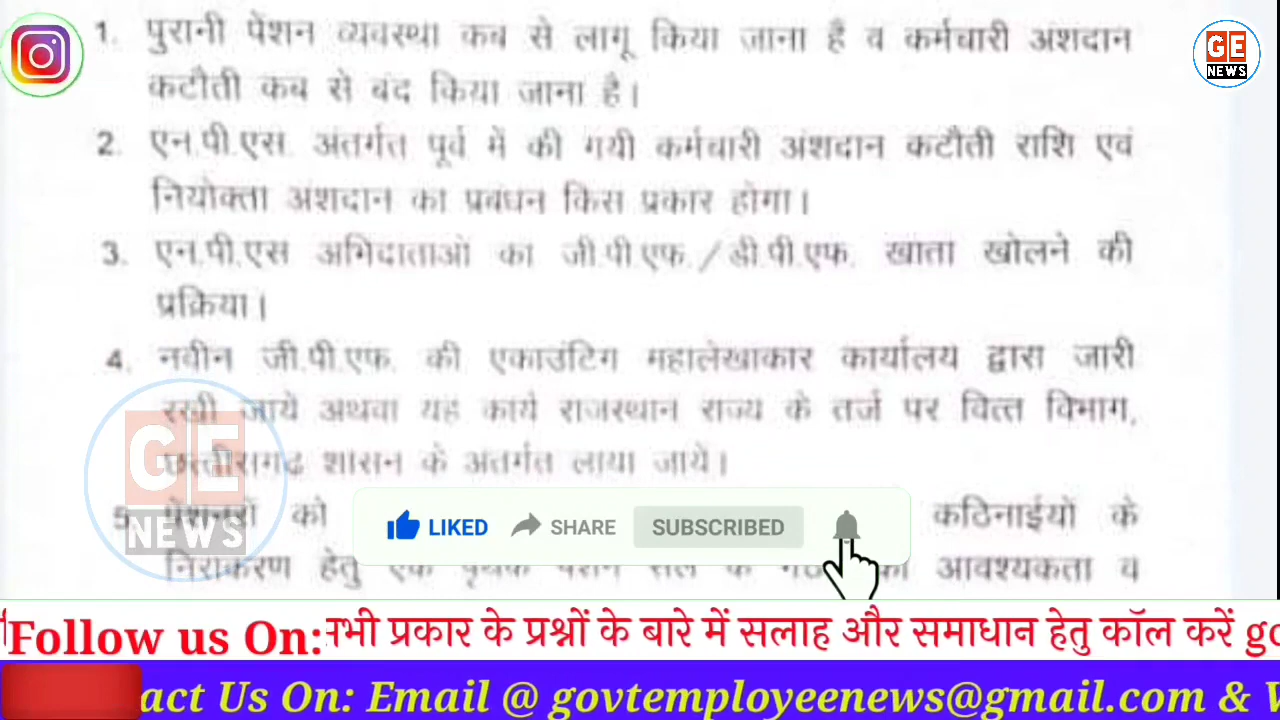 1. पुरानी पेंशन व्यवस्था कब से लागू किया जाना है व कर्मचारी अंशदान
कटौती कब से बंद किया जाना है।
2. एन.पी.एस. अंतर्गत पूर्व में की गयी कर्मचारी अंशदान कटौती राशि एवं
नियोक्ता अंशदान का प्रबंधन किस प्रकार होगा।
3. एन.पी.एस अभिदाताओं का जी.पी.एफ./डी.पी.एफ. खाता खोलने की
प्रक्रिया।
4. नवीन जी.पी.एफ. की एकाउंटिग महालेखाकार कार्यालय द्वारा जारी
रखी जाये अथवा यह कार्य राजस्थान राज्य के तर्ज पर वित्त विभाग,
छत्तीसगढ़ शासन के अंतर्गत लाया जाये।
5. पेंशनरों को कठिनाईयों के
निराकरण हेतु एक पृथक पेंशन सेल के का आवश्यकता व
GE
NEWS
GE
NEWS
LIKED SHARE SUBSCRIBED
Follow us On: प्रकार के प्रश्नों के बारे में सलाह और समाधान हेतु कॉल करें go
act Us On: Email @ govtemployeenews@gmail.com &